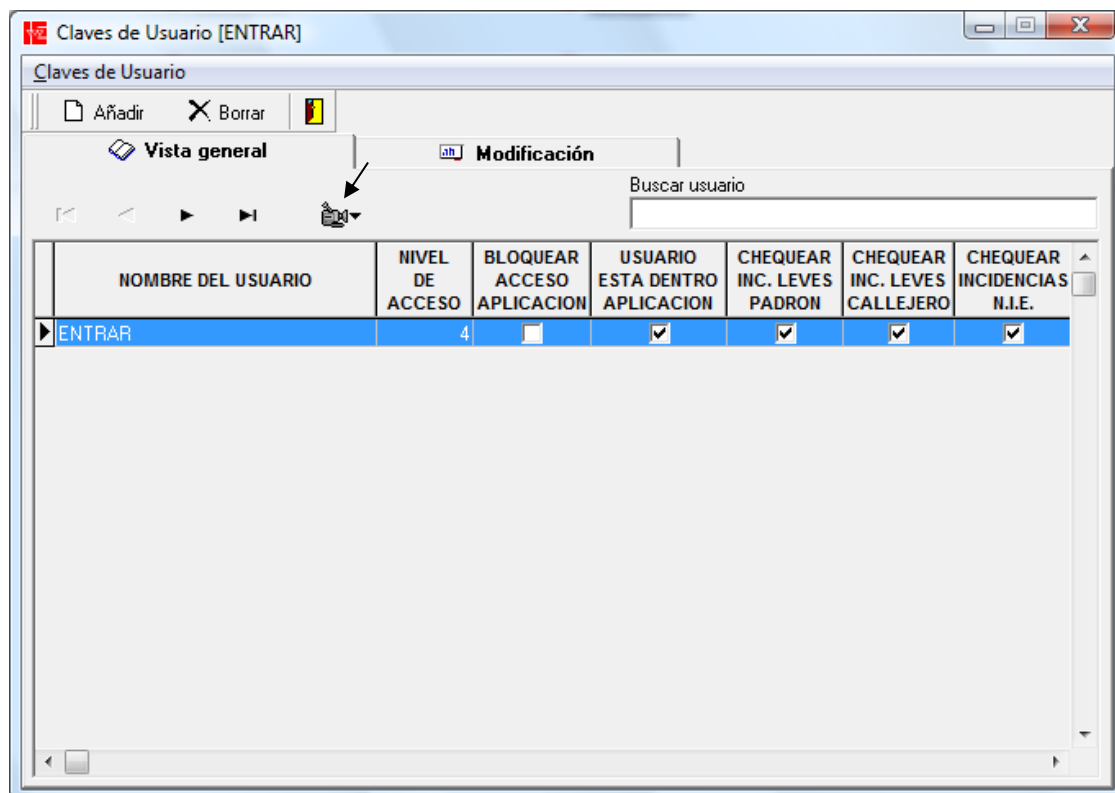 Claves de Usuario [ENTRAR]
Claves de Usuario
Añadir Borrar
Vista general Modificación
Buscar usuario
NOMBRE DEL USUARIO
NIVEL
DE
ACCESO
BLOQUEAR
ACCESO
APLICACION
USUARIO
ESTA DENTRO
APLICACION
CHEQUEAR
INC. LEVES
PADRON
CHEQUEAR
INC. LEVES
CALLEJERO
CHEQUEAR
INCIDENCIAS
N.I.E.
ENTRAR 4